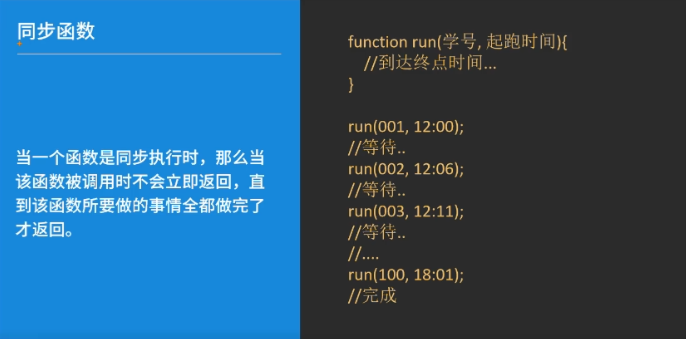 同步函数
当一个函数是同步执行时，那么当
该函数被调用时不会立即返回，直
到该函数所要做的事情全都做完了
才返回。
function run(学号, 起跑时间){
//到达终点时间...
}
run(001, 12:00);
//等待..
run(002, 12:06);
//等待..
run(003, 12:11);
//等待..
//....
run(100, 18:01);
//完成